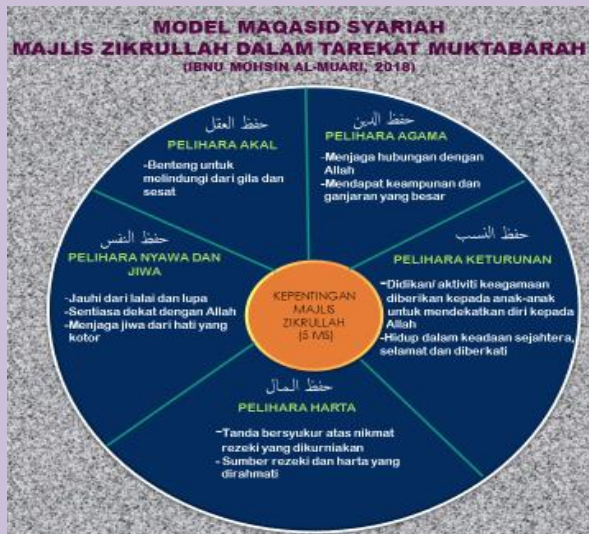 MODEL MAQASID SYARIAH
MAJLIS ZIKRULLAH DALAM TAREKAT MUKTABARAH
(IBNU MOHSIN AL-MUARI, 2018)
حفظ العقل
PELIHARA AKAL
-Benteng untuk
melindungi dari gila dan
sesat
حفظ الدين
PELIHARA AGAMA
-Menjaga hubungan dengan
Allah
-Mendapat keampunan dan
ganjaran yang besar
حفظ النفس
PELIHARA NYAWA DAN
JIWA
-Jauhi dari lalai dan lupa
-Sentiasa dekat dengan Allah
-Menjaga jiwa dari hati yang
kotor
حفظ النسب
PELIHARA KETURUNAN
-Didikan/ aktiviti keagamaan
diberikan kepada anak-anak
untuk mendekatkan diri kepada
Allah
-Hidup dalam keadaan sejahtera,
selamat dan diberkati
KEPENTINGAN
MAJLIS
ZIKRULLAH
(5 MS)
حفظ المال
PELIHARA HARTA
-Tanda bersyukur atas nikmat
rezeki yang dikurniakan
- Sumber rezeki dan harta yang
dirahmati